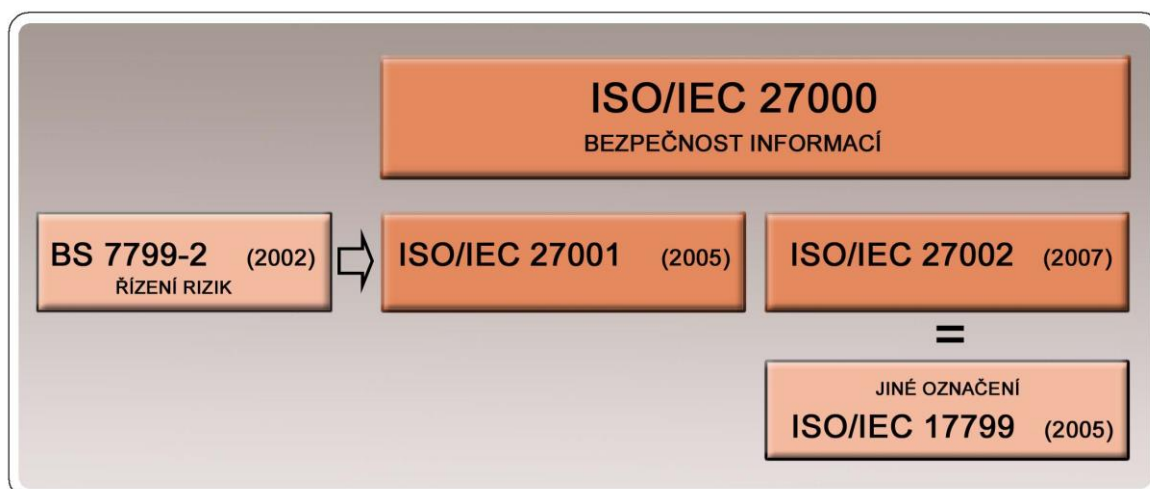 ISO/IEC 27000
BEZPEČNOST INFORMACÍ
BS 7799-2 (2002)
ŘÍZENÍ RIZIK
ISO/IEC 27001 (2005)
ISO/IEC 27002 (2007)
=
JINÉ OZNAČENÍ
ISO/IEC 17799 (2005)